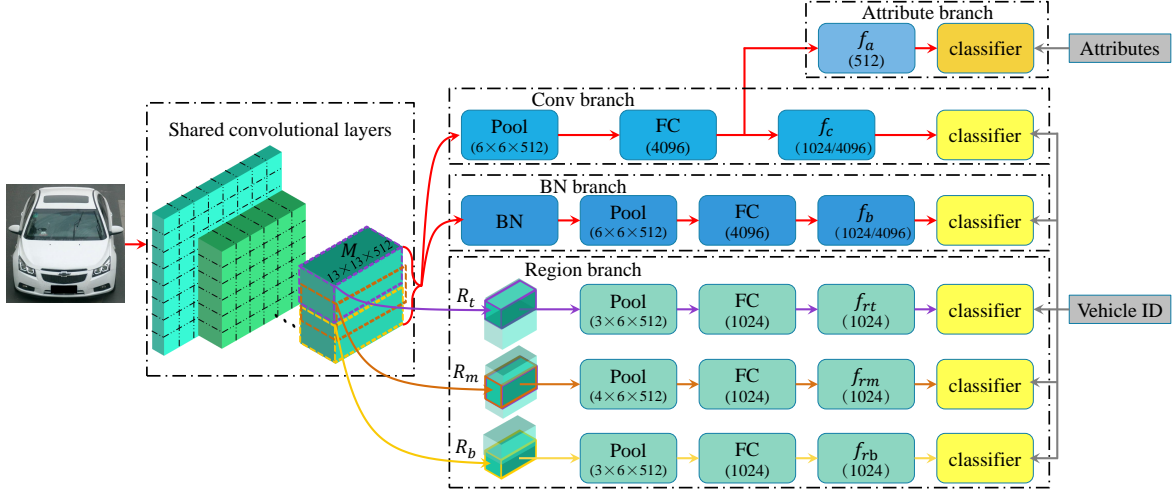 Attribute branch
f_a
(512)
classifier
Attributes
Conv branch
Shared convolutional layers
Pool
(6×6×512)
FC
(4096)
f_c
(1024/4096)
classifier
BN branch
BN
Pool
(6×6×512)
FC
(4096)
f_b
(1024/4096)
classifier
M
13×13×512
Region branch
R_t
Pool
(3×6×512)
FC
(1024)
f_rt
(1024)
classifier
Vehicle ID
R_m
Pool
(4×6×512)
FC
(1024)
f_rm
(1024)
classifier
R_b
Pool
(3×6×512)
FC
(1024)
f_rb
(1024)
classifier